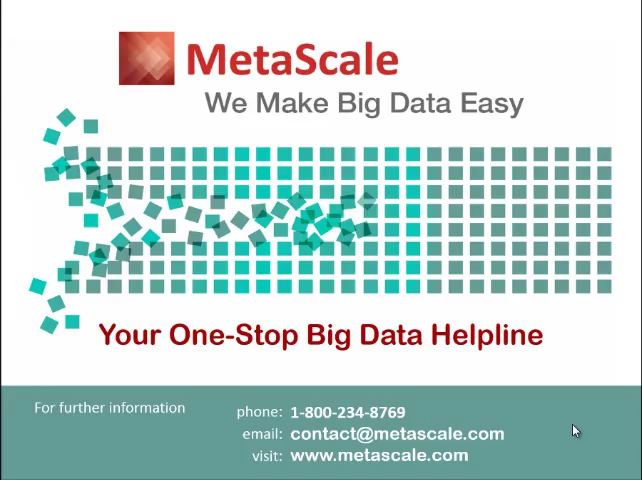 MetaScale
We Make Big Data Easy
Your One-Stop Big Data Helpline
For further information
phone: 1-800-234-8769
email: contact@metascale.com
visit: www.metascale.com